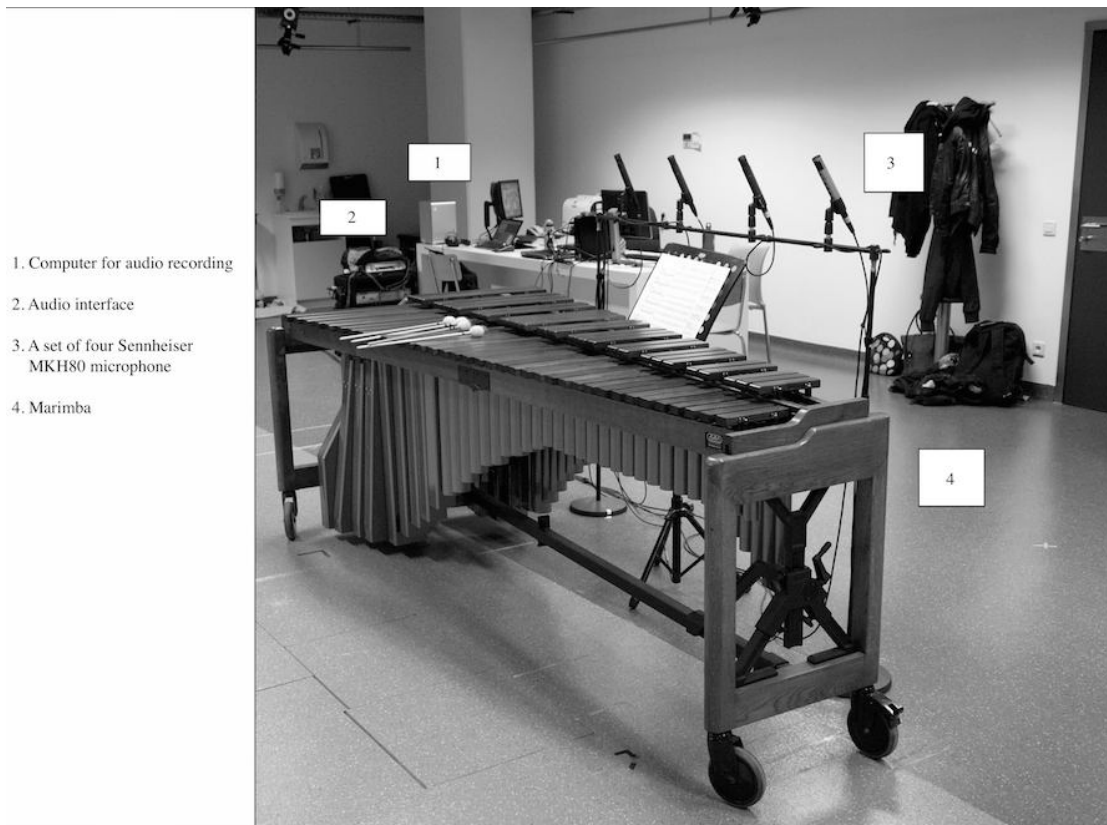 1
2
3
1. Computer for audio recording
2. Audio interface
3. A set of four Sennheiser
MKH80 microphone
4. Marimba
4